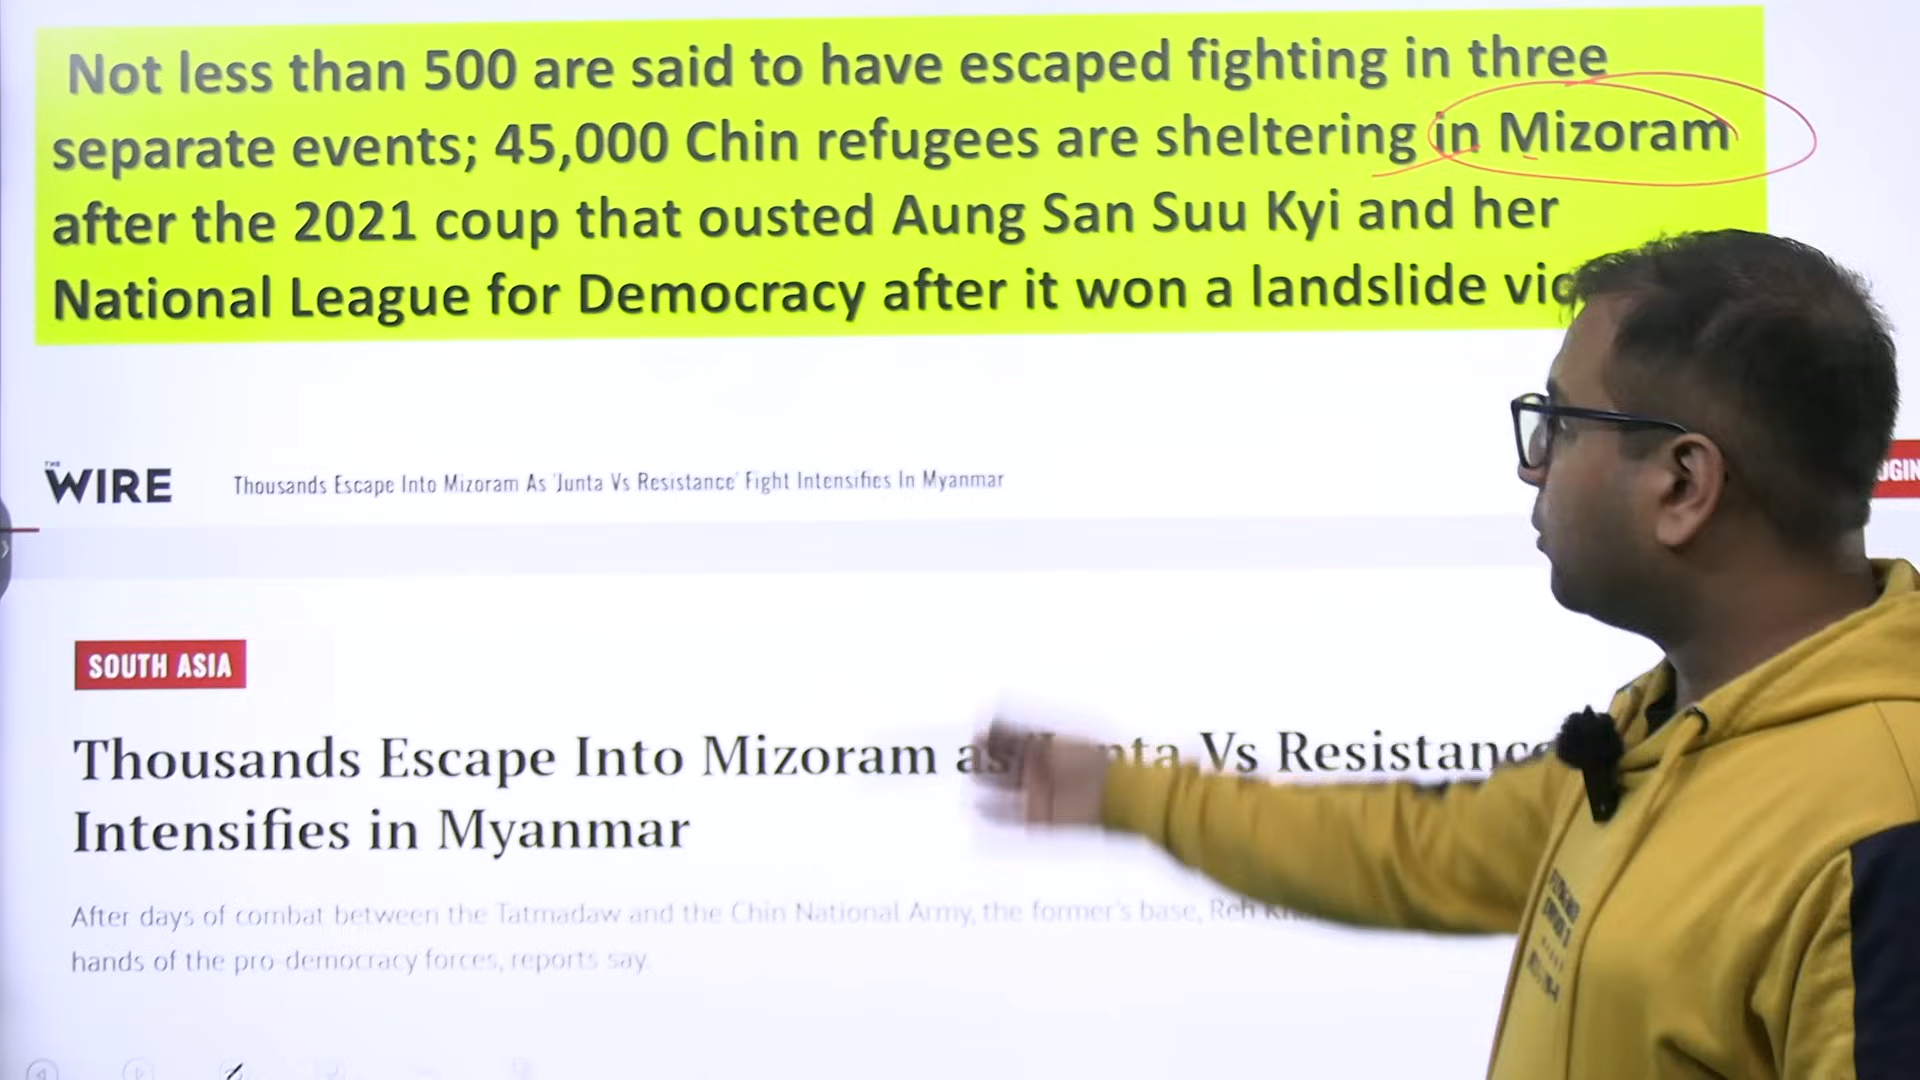 Not less than 500 are said to have escaped fighting in three
separate events; 45,000 Chin refugees are sheltering in Mizoram
after the 2021 coup that ousted Aung San Suu Kyi and her
National League for Democracy after it won a landslide
THE
WIRE
Thousands Escape Into Mizoram As 'Junta Vs Resistance' Fight Intensifies In Myanmar
SOUTH ASIA
Thousands Escape Into Mizoram as Vs Resistance
Intensifies in Myanmar
After days of combat between the Tatmadaw and the Chin National Army, the former's base, Reh
hands of the pro-democracy forces, reports say.